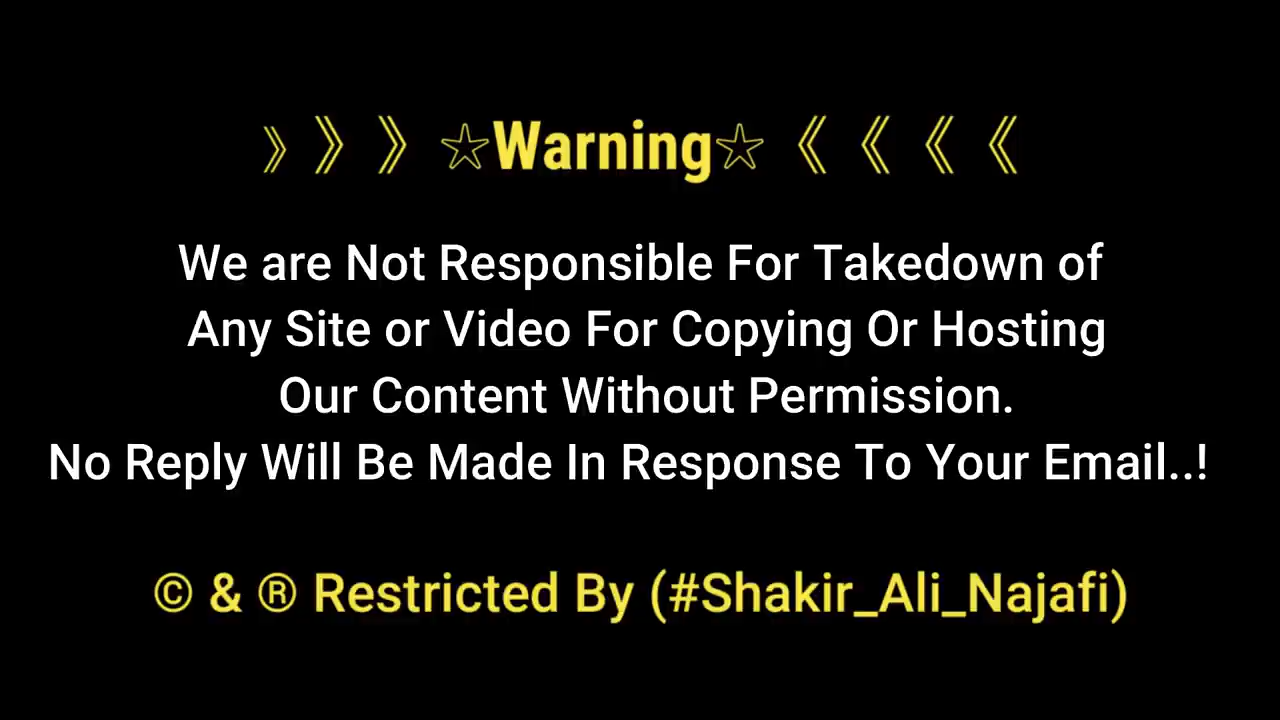 》》》☆Warning☆《《《《
We are Not Responsible For Takedown of
Any Site or Video For Copying Or Hosting
Our Content Without Permission.
No Reply Will Be Made In Response To Your Email..!
© & ® Restricted By (#Shakir_Ali_Najafi)